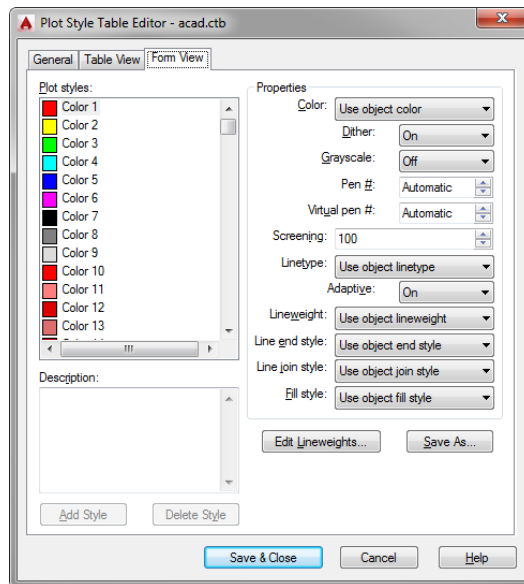 Plot Style Table Editor - acad.ctb
General Table View Form View
Plot styles:
Color 1
Color 2
Color 3
Color 4
Color 5
Color 6
Color 7
Color 8
Color 9
Color 10
Color 11
Color 12
Color 13
Description:
Add Style Delete Style
Properties
Color: Use object color
Dither: On
Grayscale: Off
Pen #: Automatic
Virtual pen #: Automatic
Screening: 100
Linetype: Use object linetype
Adaptive: On
Lineweight: Use object lineweight
Line end style: Use object end style
Line join style: Use object join style
Fill style: Use object fill style
Edit Lineweights... Save As...
Save & Close Cancel Help